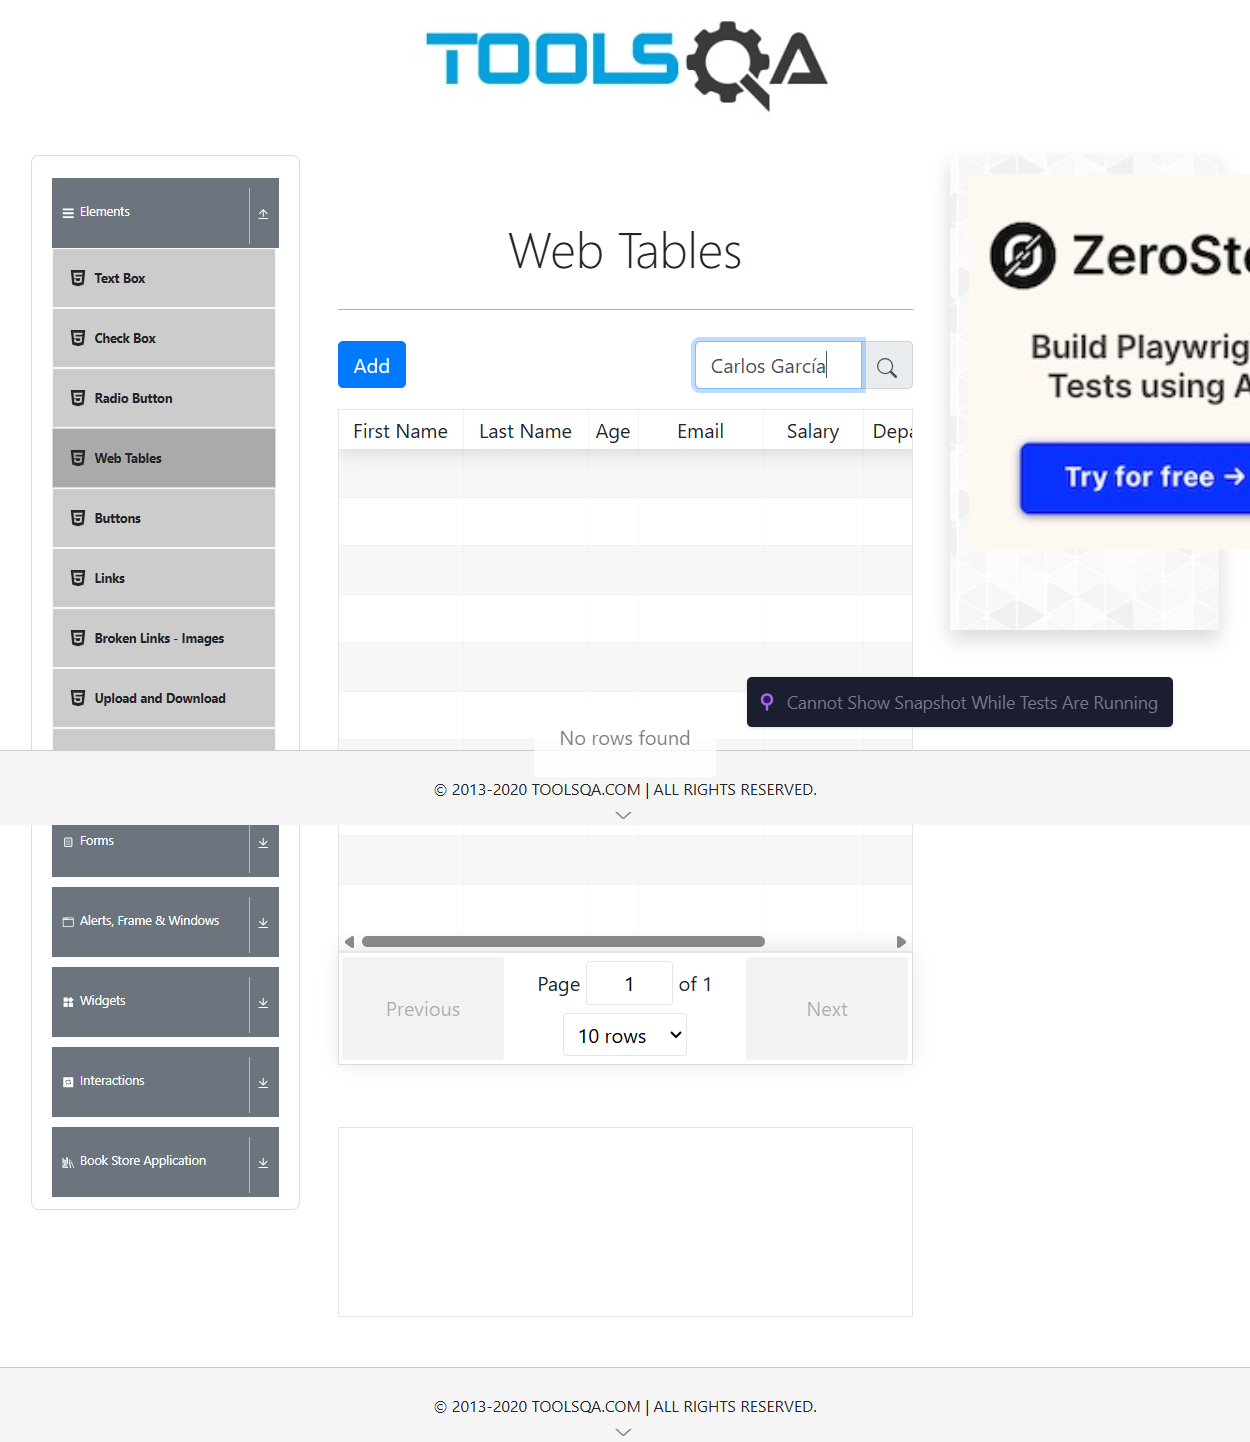 TOOLSQA
Elements
Text Box
Check Box
Radio Button
Web Tables
Buttons
Links
Broken Links - Images
Upload and Download
Forms
Alerts, Frame & Windows
Widgets
Interactions
Book Store Application
Web Tables
Add
Carlos García
First Name Last Name Age Email Salary Depa
No rows found
Previous
Page 1 of 1
10 rows
Next
ZeroSte
Build Playwrig
Tests using A
Try for free →
Cannot Show Snapshot While Tests Are Running
© 2013-2020 TOOLSQA.COM | ALL RIGHTS RESERVED.
© 2013-2020 TOOLSQA.COM | ALL RIGHTS RESERVED.